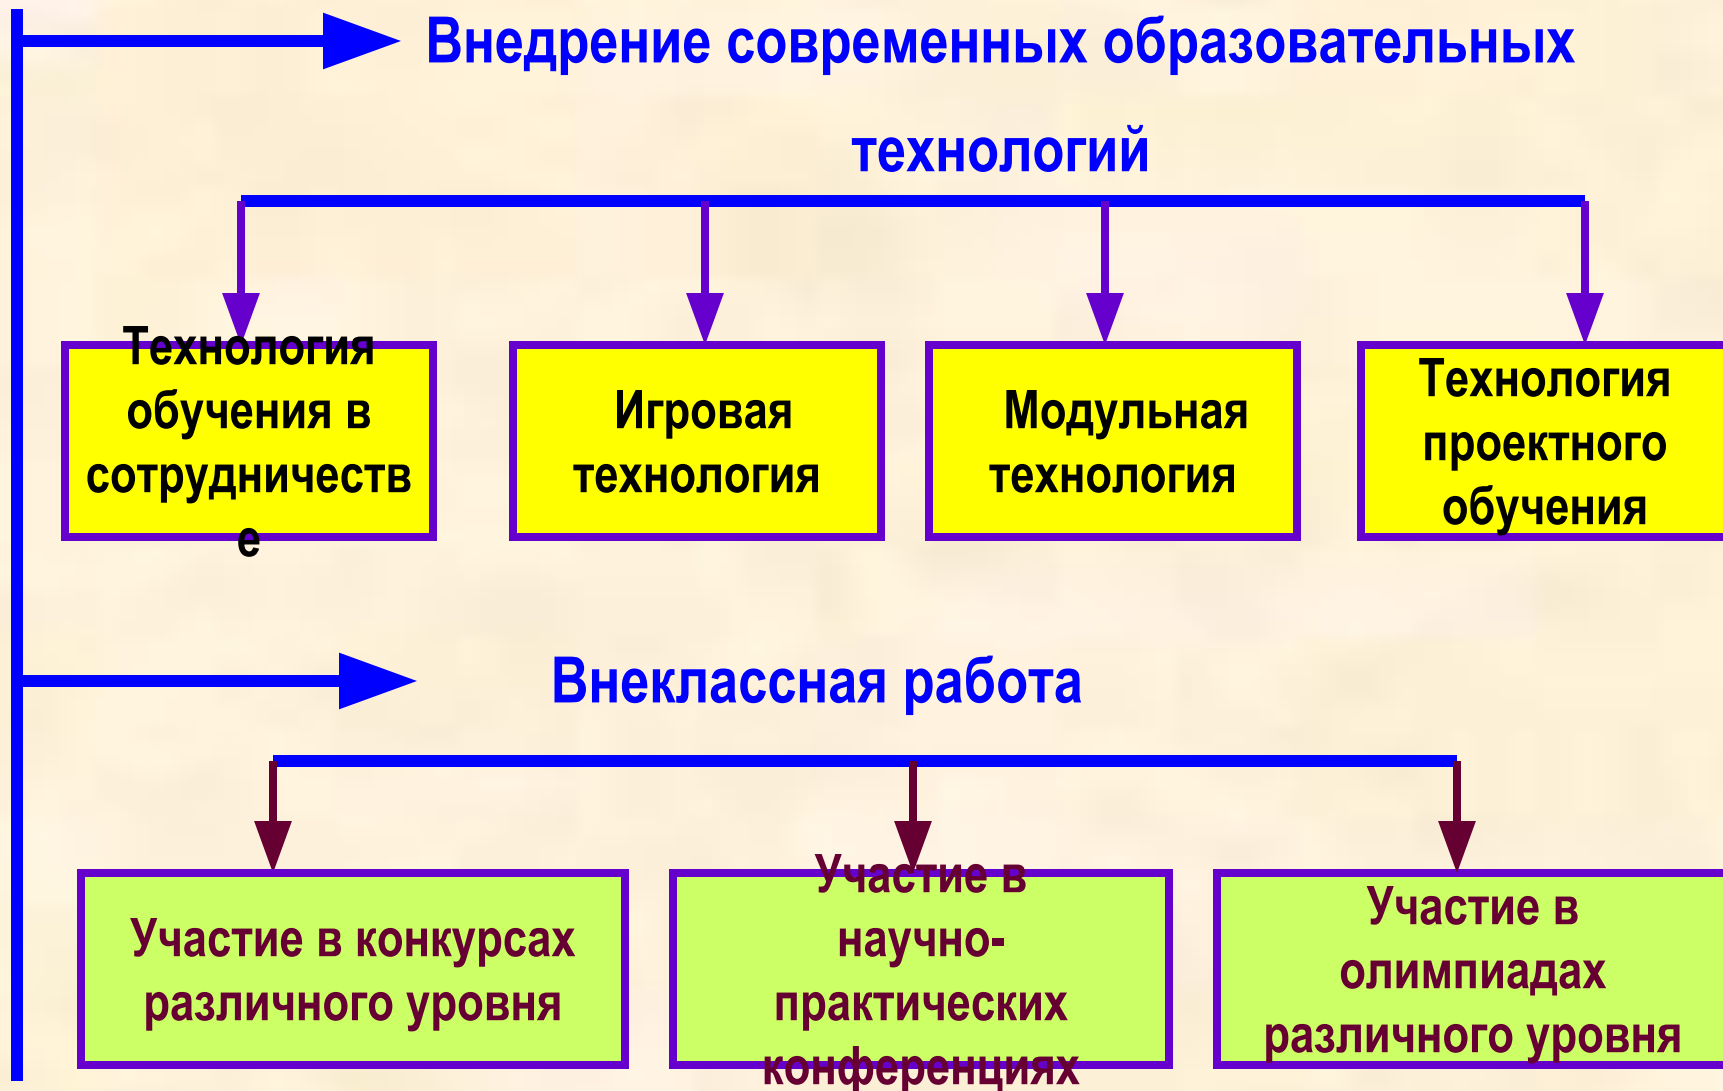 Внедрение современных образовательных
технологий
Технология
обучения в
сотрудничеств
е
Игровая
технология
Модульная
технология
Технология
проектного
обучения
Внеклассная работа
Участие в конкурсах
различного уровня
Участие в
научно-
практических
конференциях
Участие в
олимпиадах
различного уровня